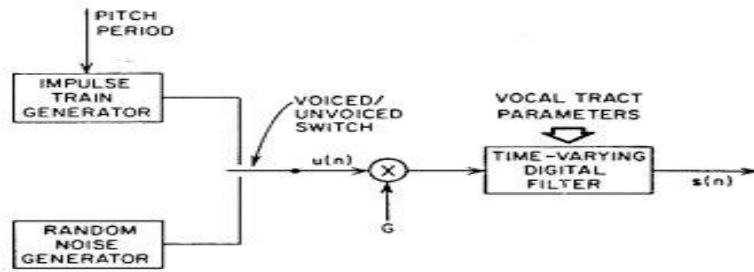 PITCH
PERIOD
IMPULSE
TRAIN
GENERATOR
VOICED/
UNVOICED
SWITCH
VOCAL TRACT
PARAMETERS
u(n)
X
G
TIME-VARYING
DIGITAL
FILTER
s(n)
RANDOM
NOISE
GENERATOR